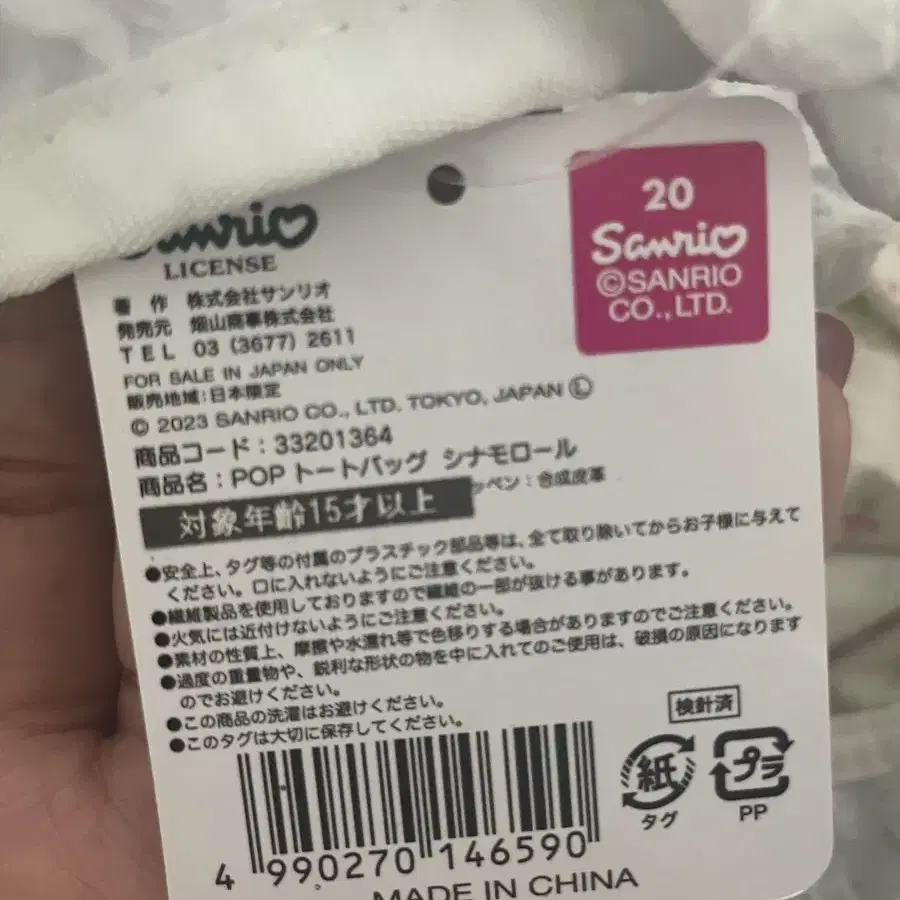 Sanrio
LICENSE
20
Sanrio
©SANRIO
CO.,LTD.
著 作 株式会社サンリオ
発売元 畑山商事株式会社
TEL 03 (3677) 2611
FOR SALE IN JAPAN ONLY
販売地域:日本限定
© 2023 SANRIO CO., LTD. TOKYO, JAPAN Ⓛ
商品コード:33201364
商品名:POP トートバッグ シナモロール
ッペン:合成皮革
対象年齢15才以上
●安全上、タグ等の付属のプラスチック部品等は、全て取り除いてからお子様に与えて
ください。口に入れないようにご注意ください。
●繊維製品を使用しておりますので繊維の一部が抜ける事があります。
●火気には近付けないようにご注意ください。
●素材の性質上、摩擦や水濡れ等で色移りする場合がありますのでご注意ください。
●過度の重量物や、鋭利な形状の物を中に入れてのご使用は、破損の原因になります
のでお避けください。
●この商品の洗濯はお避けください。
●このタグは大切に保存してください。
検針済
紙
タグ
プラ
PP
4 990270 146590
MADE IN CHINA